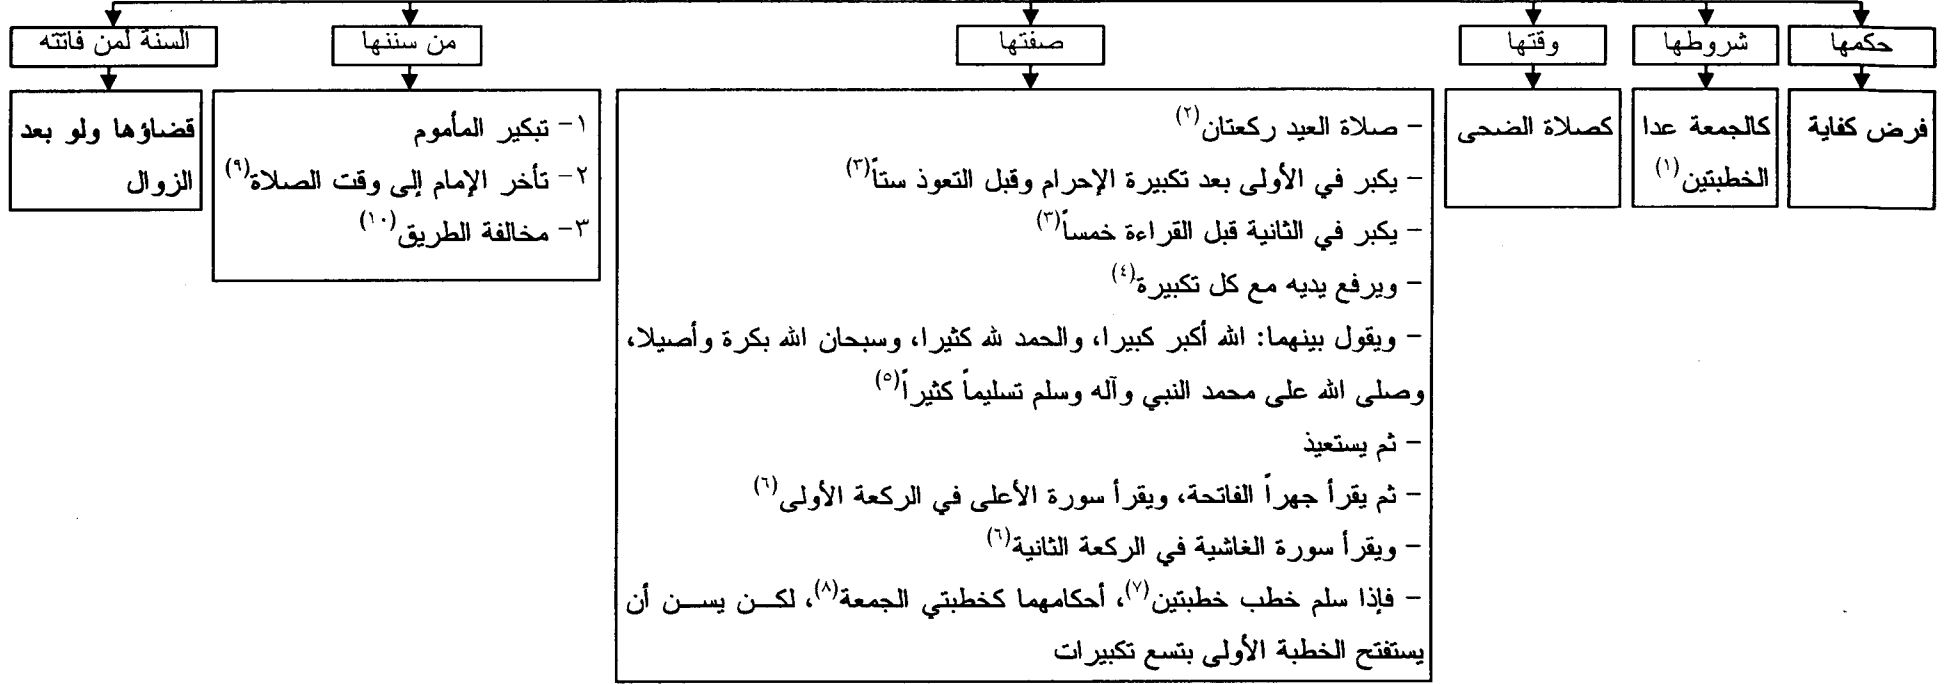 حكمها
فرض كفاية
شروطها
كالجمعة عدا
الخطبتين(١)
وقتها
كصلاة الضحى
صفتها
- صلاة العيد ركعتان(٢)
- يكبر في الأولى بعد تكبيرة الإحرام وقبل التعوذ ستاً(٣)
- يكبر في الثانية قبل القراءة خمساً(٣)
- ويرفع يديه مع كل تكبيرة(٤)
- ويقول بينهما: الله أكبر كبيرا، والحمد لله كثيرا، وسبحان الله بكرة وأصيلا،
وصلى الله على محمد النبي وآله وسلم تسليماً كثيراً(٥)
- ثم يستعيذ
- ثم يقرأ جهراً الفاتحة، ويقرأ سورة الأعلى في الركعة الأولى(٦)
- ويقرأ سورة الغاشية في الركعة الثانية(٦)
- فإذا سلم خطب خطبتين(٧)، أحكامهما كخطبتي الجمعة(٨)، لكن يسن أن
يستفتح الخطبة الأولى بتسع تكبيرات
من سننها
١- تبكير المأموم
٢- تأخر الإمام إلى وقت الصلاة(٩)
٣- مخالفة الطريق(١٠)
السنة لمن فاتته
قضاؤها ولو بعد
الزوال